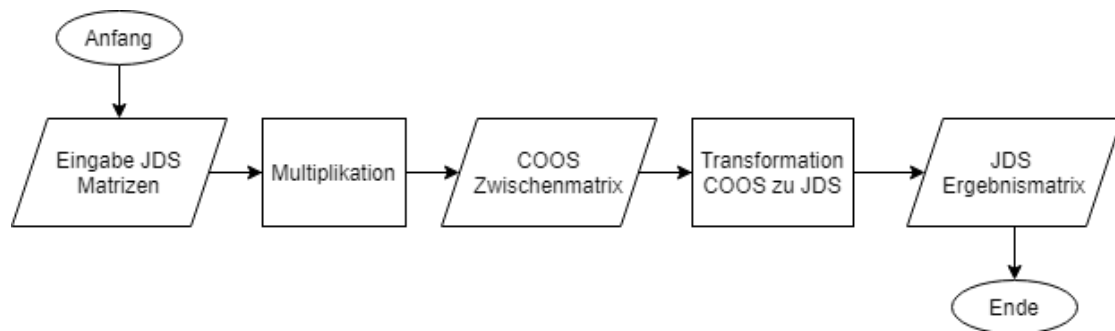 Anfang
Eingabe JDS
Matrizen
Multiplikation
COOS
Zwischenmatrix
Transformation
COOS zu JDS
JDS
Ergebnismatrix
Ende